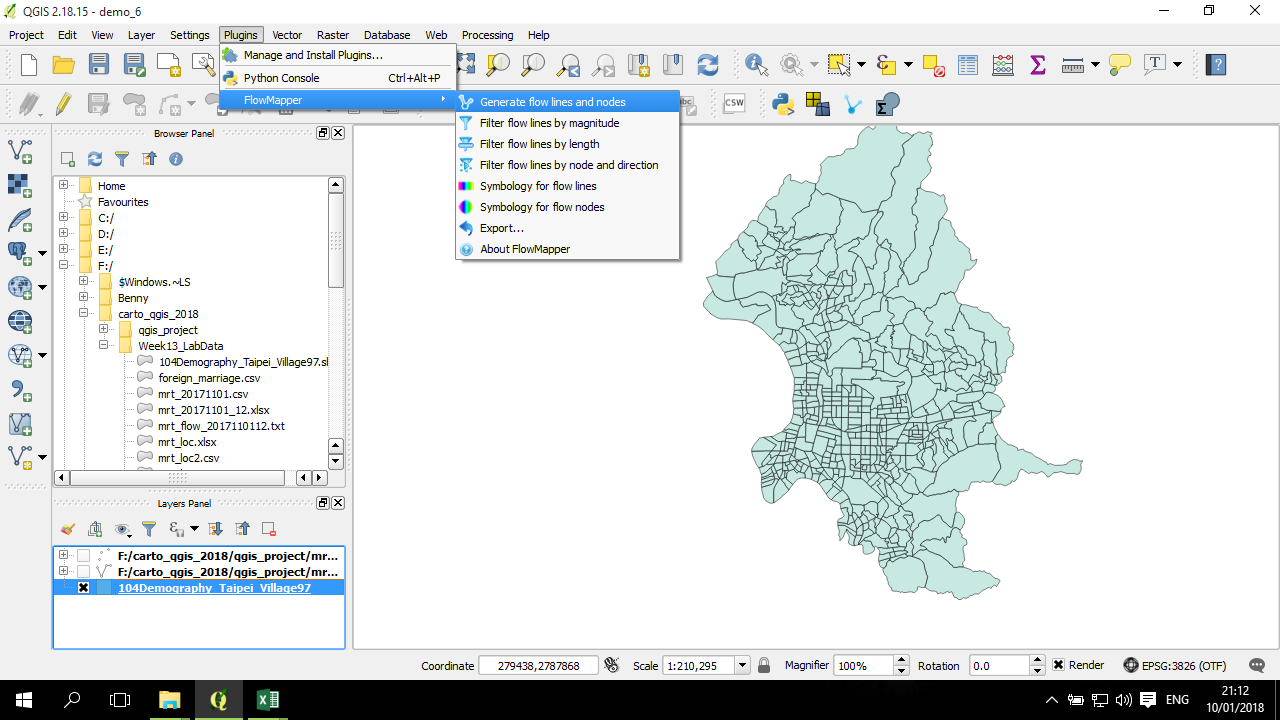 QGIS 2.18.15 - demo_6
Project Edit View Layer Settings Plugins Vector Raster Database Web Processing Help
Manage and Install Plugins...
Python Console Ctrl+Alt+P
FlowMapper
Generate flow lines and nodes
Filter flow lines by magnitude
Filter flow lines by length
Filter flow lines by node and direction
Symbology for flow lines
Symbology for flow nodes
Export...
About FlowMapper
CSW
Browser Panel
Home
Favourites
C:/
D:/
E:/
F:/
$Windows.~LS
Benny
carto_qgis_2018
qgis_project
Week13_LabData
104Demography_Taipei_Village97.sl
foreign_marriage.csv
mrt_20171101.csv
mrt_20171101_12.xlsx
mrt_flow_2017110112.txt
mrt_loc.xlsx
mrt_loc2.csv
Layers Panel
F:/carto_qgis_2018/qgis_project/mr...
F:/carto_qgis_2018/qgis_project/mr...
104Demography_Taipei_Village97
Coordinate 279438,2787868 Scale 1:210,295 Magnifier 100% Rotation 0.0 Render EPSG:3826 (OTF)
ENG
21:12
10/01/2018